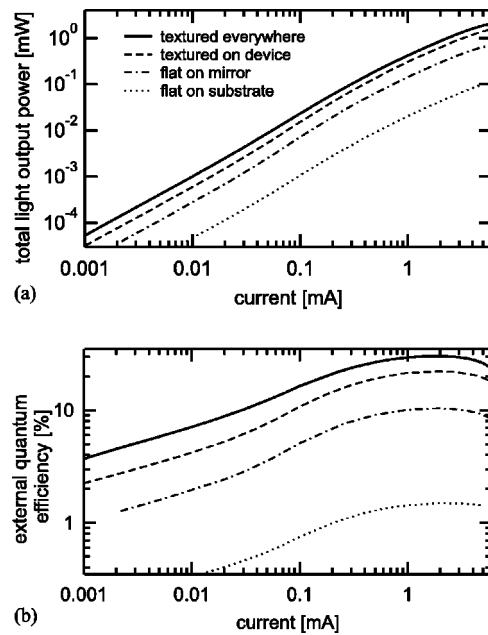 total light output power [mW]
10⁰
10⁻¹
10⁻²
10⁻³
10⁻⁴
textured everywhere
textured on device
flat on mirror
flat on substrate
0.001
0.01
0.1
1
(a)
current [mA]
external quantum
efficiency [%]
10
1
0.001
0.01
0.1
1
(b)
current [mA]